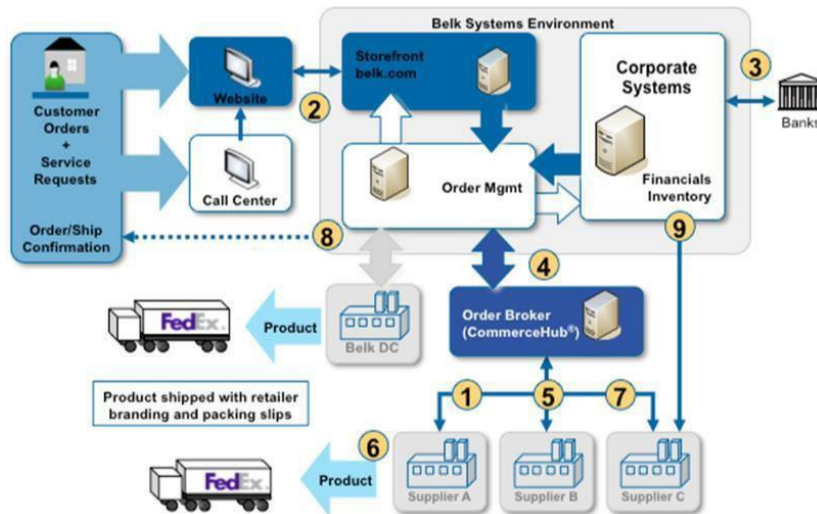 Belk Systems Environment
Customer
Orders
+
Service
Requests
Order/Ship
Confirmation
Website
2
Call Center
Storefront
belk.com
Order Mgmt
Corporate
Systems
Financials
Inventory
3
Banks
8
4
9
FedEx
Product
Belk DC
Order Broker
(CommerceHub®)
Product shipped with retailer
branding and packing slips
1
5
7
6
FedEx
Product
Supplier A
Supplier B
Supplier C